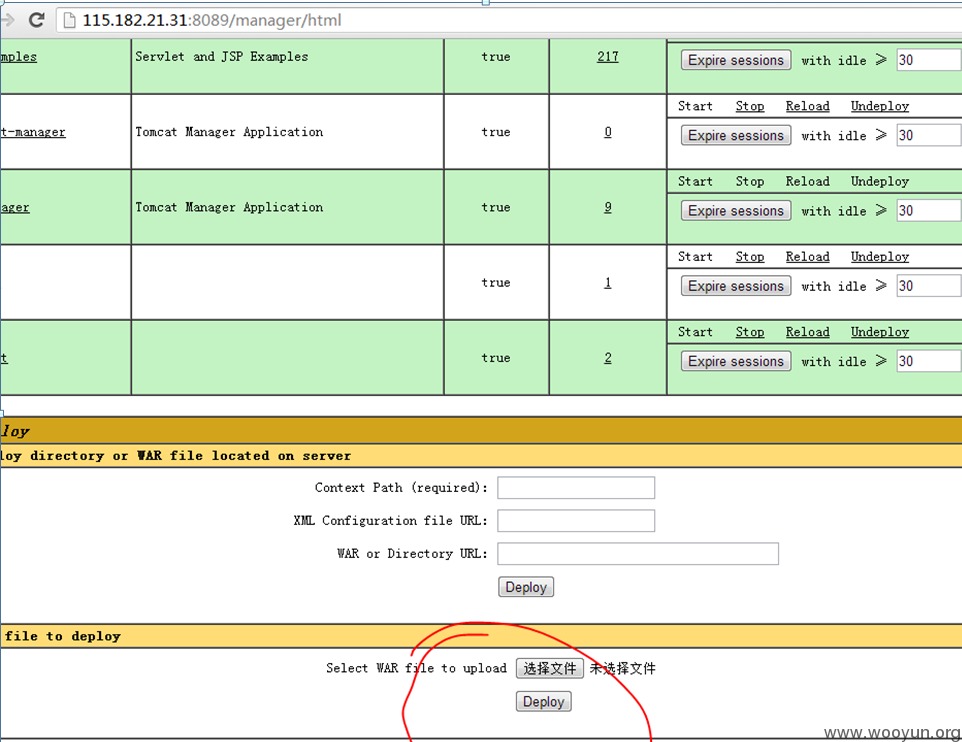 115.182.21.31:8089/manager/html
mples Servlet and JSP Examples true 217 Expire sessions with idle ≥ 30
Start Stop Reload Undeploy
t-manager Tomcat Manager Application true 0 Expire sessions with idle ≥ 30
Start Stop Reload Undeploy
ager Tomcat Manager Application true 9 Expire sessions with idle ≥ 30
Start Stop Reload Undeploy
true 1 Expire sessions with idle ≥ 30
Start Stop Reload Undeploy
t true 2 Expire sessions with idle ≥ 30
loy
loy directory or WAR file located on server
Context Path (required):
XML Configuration file URL:
WAR or Directory URL:
Deploy
file to deploy
Select WAR file to upload 选择文件 未选择文件
Deploy
www.wooyun.org